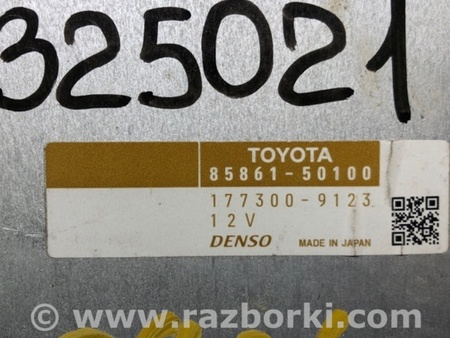 325021
TOYOTA
85861-50100
177300-9123
12V
DENSO MADE IN JAPAN
www.razborki.com